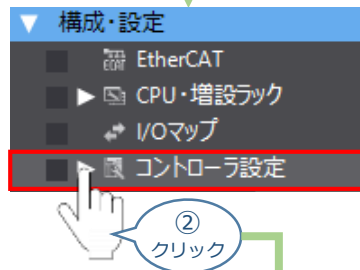 ▼ 構成・設定
EtherCAT
▶ CPU・増設ラック
I/Oマップ
▶ コントローラ設定
②
クリック